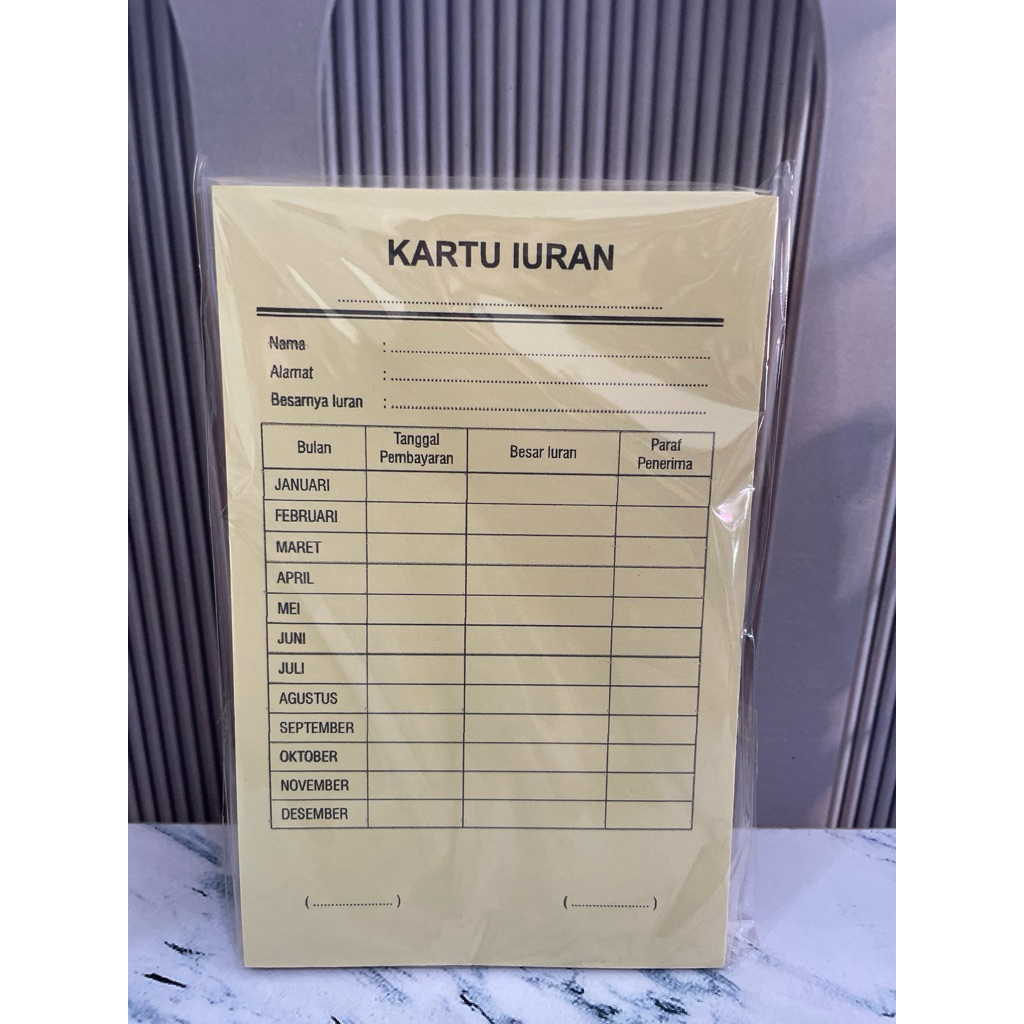 KARTU IURAN
................................................................
Nama : ................................................................
Alamat : ................................................................
Besarnya Iuran : ................................................................
Bulan Tanggal Pembayaran Besar Iuran Paraf Penerima
JANUARI
FEBRUARI
MARET
APRIL
MEI
JUNI
JULI
AGUSTUS
SEPTEMBER
OKTOBER
NOVEMBER
DESEMBER
(......................) (......................)